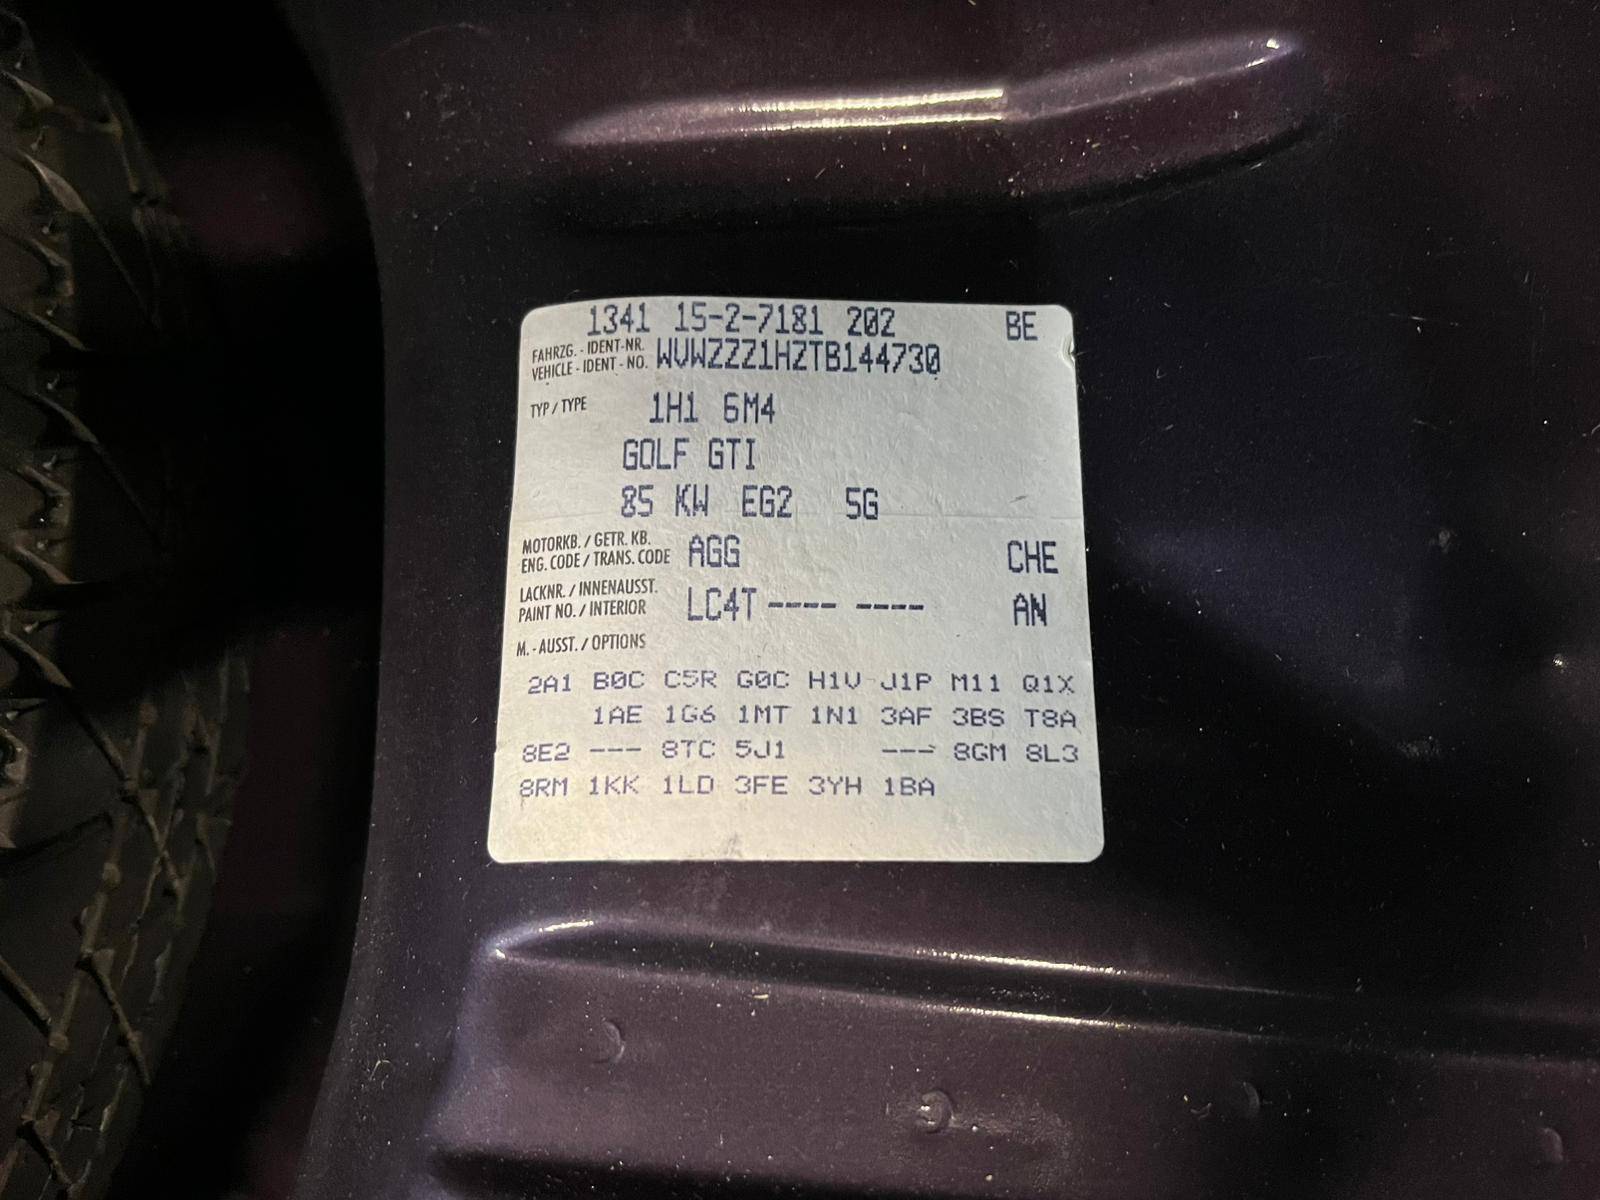 1341 15-2-7181 202 BE
FAHRZG. - IDENT-NR.
VEHICLE - IDENT - NO. WVWZZZ1HZTB144730
TYP / TYPE 1H1 6M4
GOLF GTI
85 KW EG2 5G
MOTORKB. / GETR. KB.
ENG. CODE / TRANS. CODE AGG CHE
LACKNR. / INNENAUSST.
PAINT NO. / INTERIOR LC4T ---- ---- AN
M. - AUSST. / OPTIONS
2A1 B0C C5R G0C H1V J1P M11 Q1X
1AE 1G6 1MT 1N1 3AF 3BS T8A
8E2 --- 8TC 5J1 --- 8GM 8L3
8RM 1KK 1LD 3FE 3YH 1BA